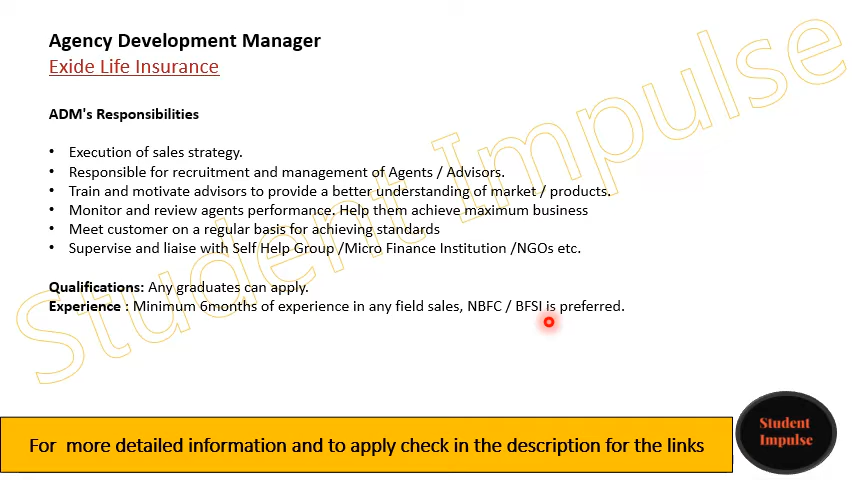 Agency Development Manager
Exide Life Insurance
ADM's Responsibilities
• Execution of sales strategy.
• Responsible for recruitment and management of Agents / Advisors.
• Train and motivate advisors to provide a better understanding of market / products.
• Monitor and review agents performance. Help them achieve maximum business
• Meet customer on a regular basis for achieving standards
• Supervise and liaise with Self Help Group /Micro Finance Institution /NGOs etc.
Qualifications: Any graduates can apply.
Experience : Minimum 6months of experience in any field sales, NBFC / BFSI is preferred.
Student Impulse
For more detailed information and to apply check in the description for the links
Student
Impulse